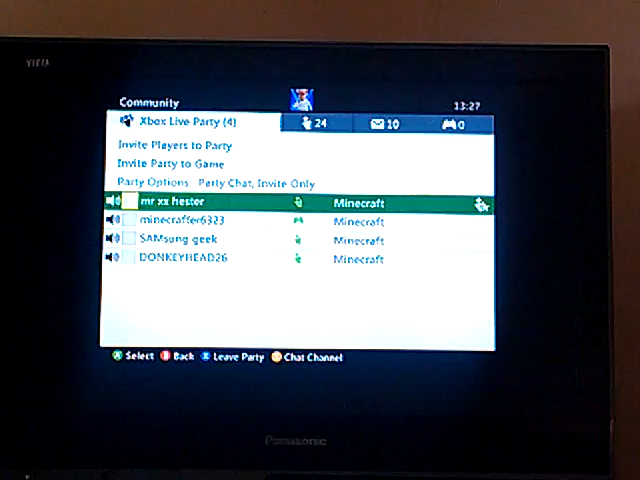 Community 13:27
Xbox Live Party (4) 24 10 0
Invite Players to Party
Invite Party to Game
Party Options: Party Chat, Invite Only
mr xx hester Minecraft
minecraffer6323 Minecraft
SAMsung geek Minecraft
DONKEYHEAD26 Minecraft
A Select B Back X Leave Party Y Chat Channel
Panasonic